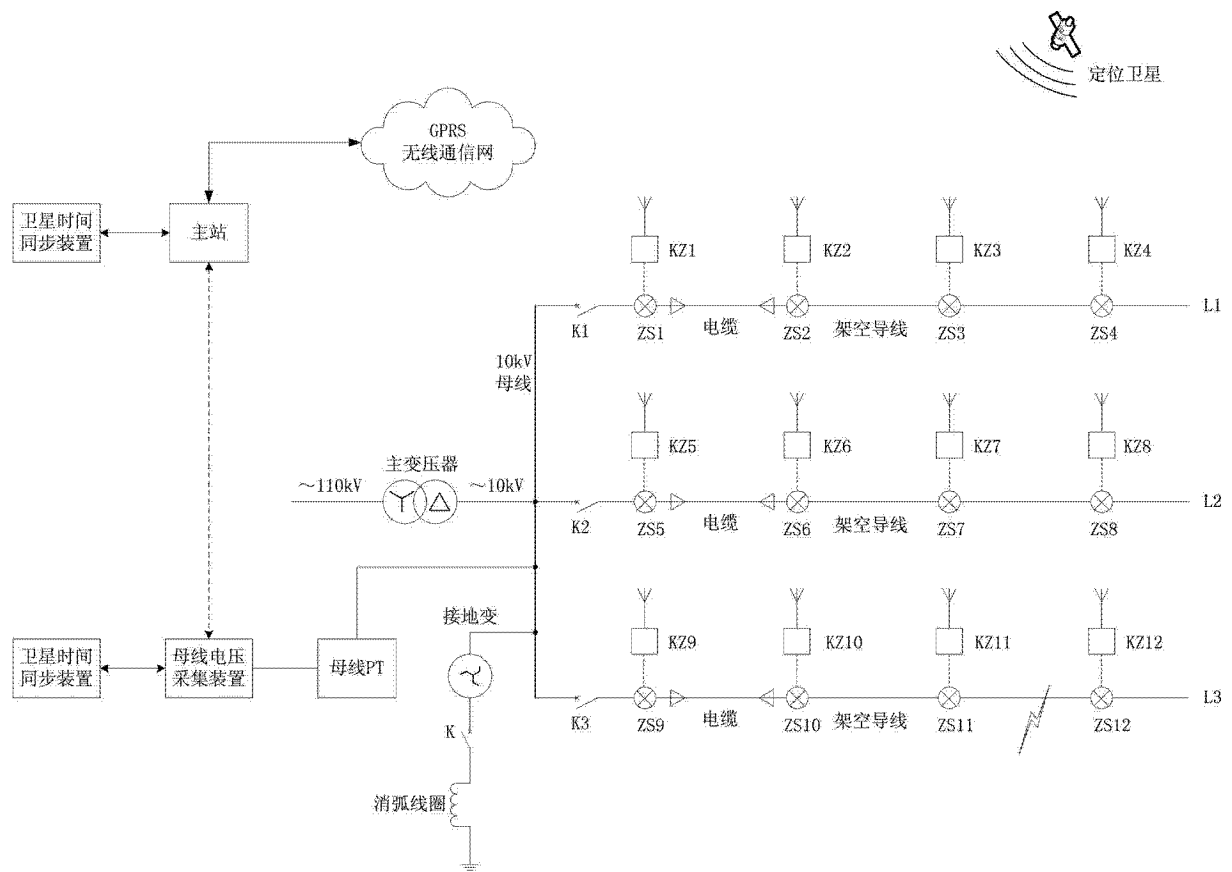 定位卫星
GPRS
无线通信网
卫星时间
同步装置
主站
KZ1
KZ2
KZ3
KZ4
K1
ZS1
电缆
ZS2
架空导线
ZS3
ZS4
L1
10kV
母线
KZ5
KZ6
KZ7
KZ8
主变压器
~110kV
~10kV
K2
ZS5
电缆
ZS6
架空导线
ZS7
ZS8
L2
接地变
KZ9
KZ10
KZ11
KZ12
卫星时间
同步装置
母线电压
采集装置
母线PT
K3
ZS9
电缆
ZS10
架空导线
ZS11
ZS12
L3
K
消弧线圈